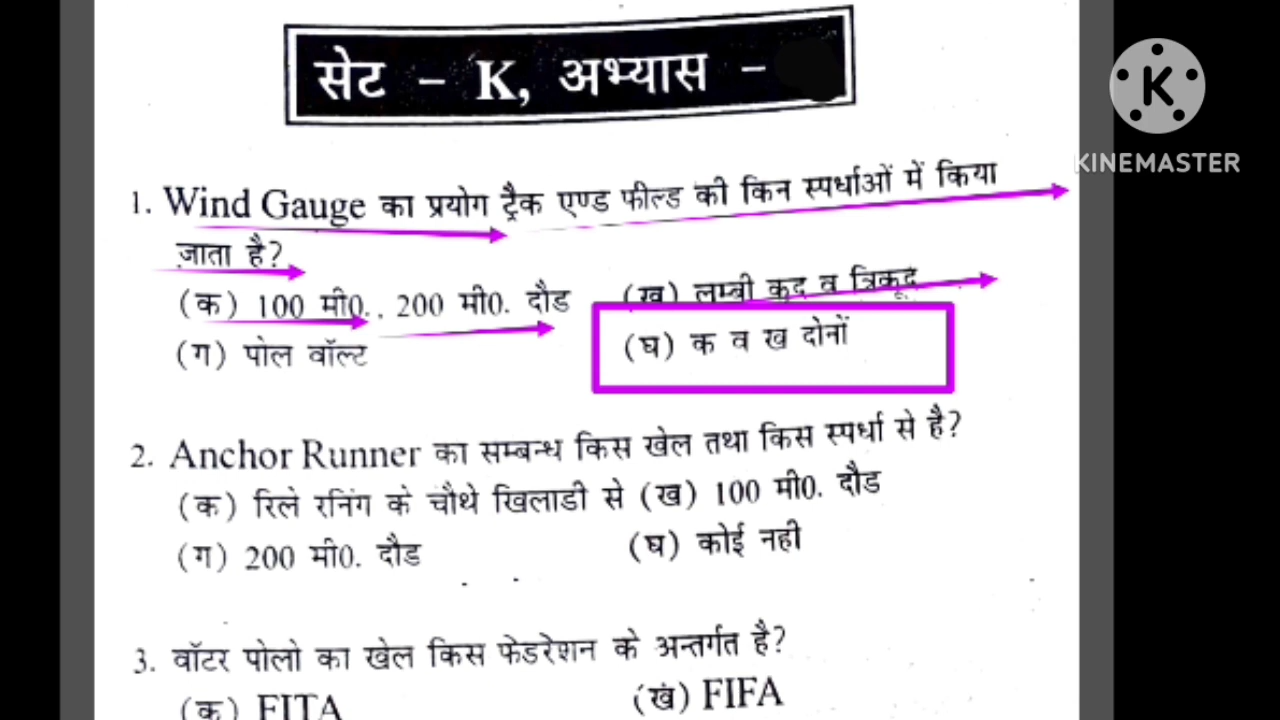 सेट - K, अभ्यास -
K
KINEMASTER
1. Wind Gauge का प्रयोग ट्रैक एण्ड फील्ड की किन स्पर्धाओं में किया
जाता है?
(क) 100 मी0., 200 मी0. दौड (ख) लम्बी कूद व त्रिकूद
(ग) पोल वॉल्ट (घ) क व ख दोनों
2. Anchor Runner का सम्बन्ध किस खेल तथा किस स्पर्धा से है?
(क) रिले रनिंग के चौथे खिलाडी से (ख) 100 मी0. दौड
(ग) 200 मी0. दौड (घ) कोई नही
3. वॉटर पोलो का खेल किस फेडरेशन के अन्तर्गत है?
(क) FITA (ख) FIFA